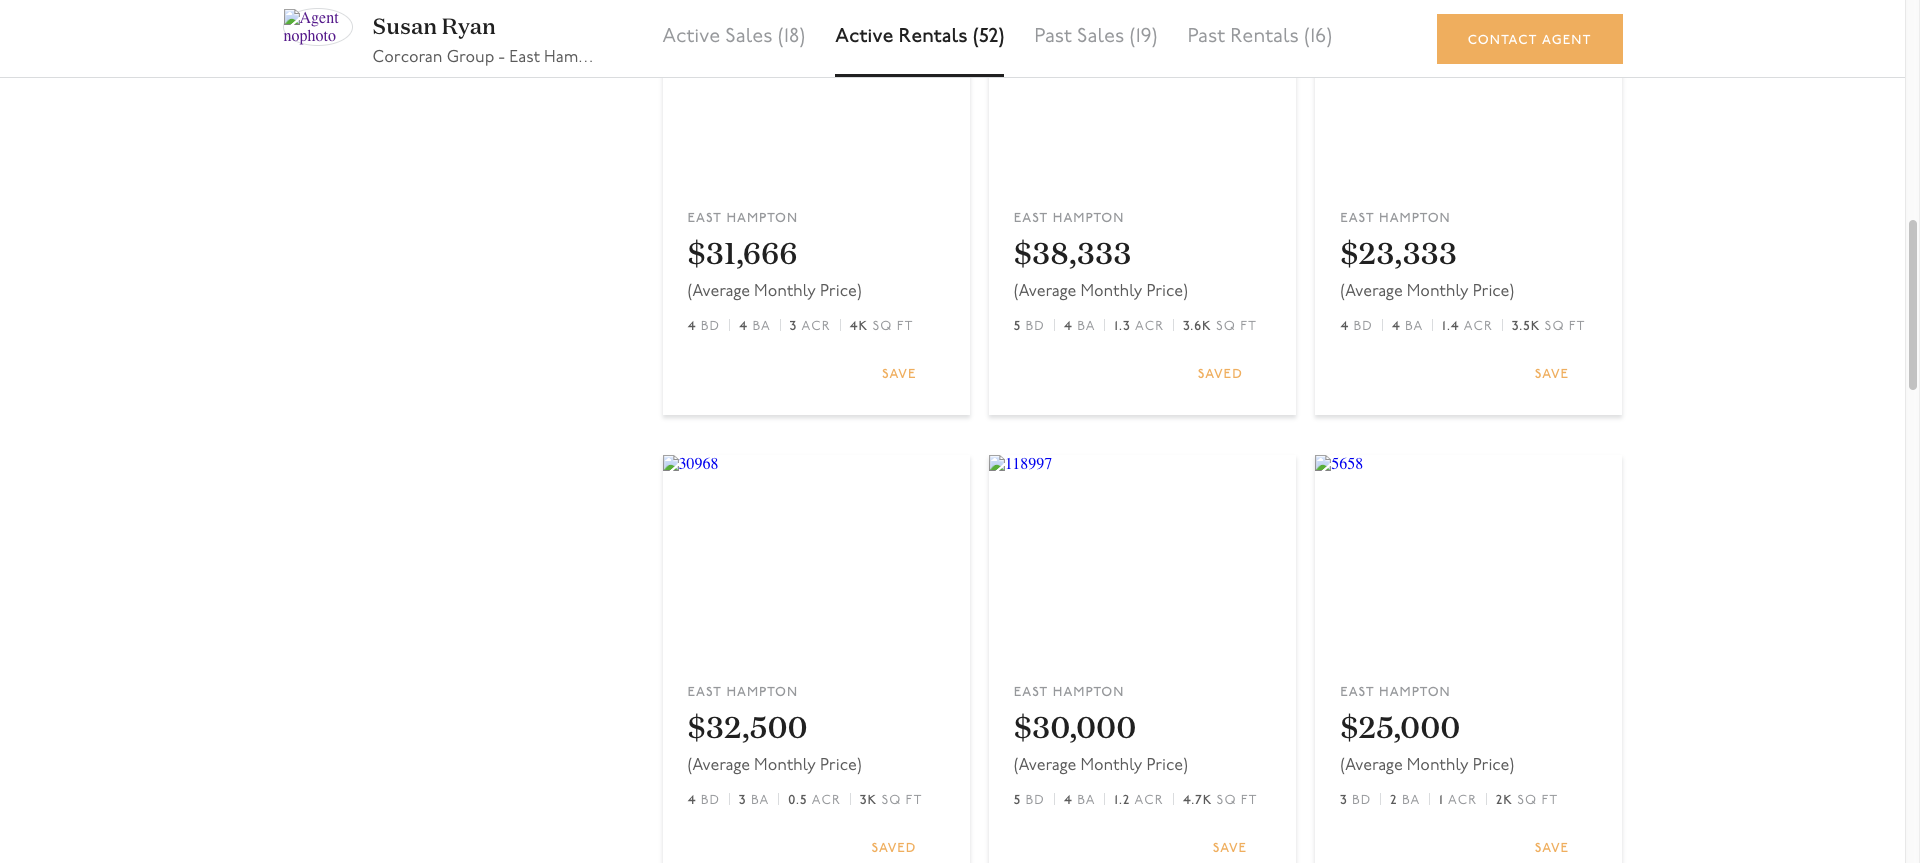 Agent
nophoto
Susan Ryan
Corcoran Group - East Ham...
Active Sales (18)
Active Rentals (52)
Past Sales (19)
Past Rentals (16)
CONTACT AGENT
EAST HAMPTON
$31,666
(Average Monthly Price)
4 BD 4 BA 3 ACR 4K SQ FT
SAVE
EAST HAMPTON
$38,333
(Average Monthly Price)
5 BD 4 BA 1.3 ACR 3.6K SQ FT
SAVED
EAST HAMPTON
$23,333
(Average Monthly Price)
4 BD 4 BA 1.4 ACR 3.5K SQ FT
SAVE
30968
EAST HAMPTON
$32,500
(Average Monthly Price)
4 BD 3 BA 0.5 ACR 3K SQ FT
SAVED
118997
EAST HAMPTON
$30,000
(Average Monthly Price)
5 BD 4 BA 1.2 ACR 4.7K SQ FT
SAVE
5658
EAST HAMPTON
$25,000
(Average Monthly Price)
3 BD 2 BA 1 ACR 2K SQ FT
SAVE